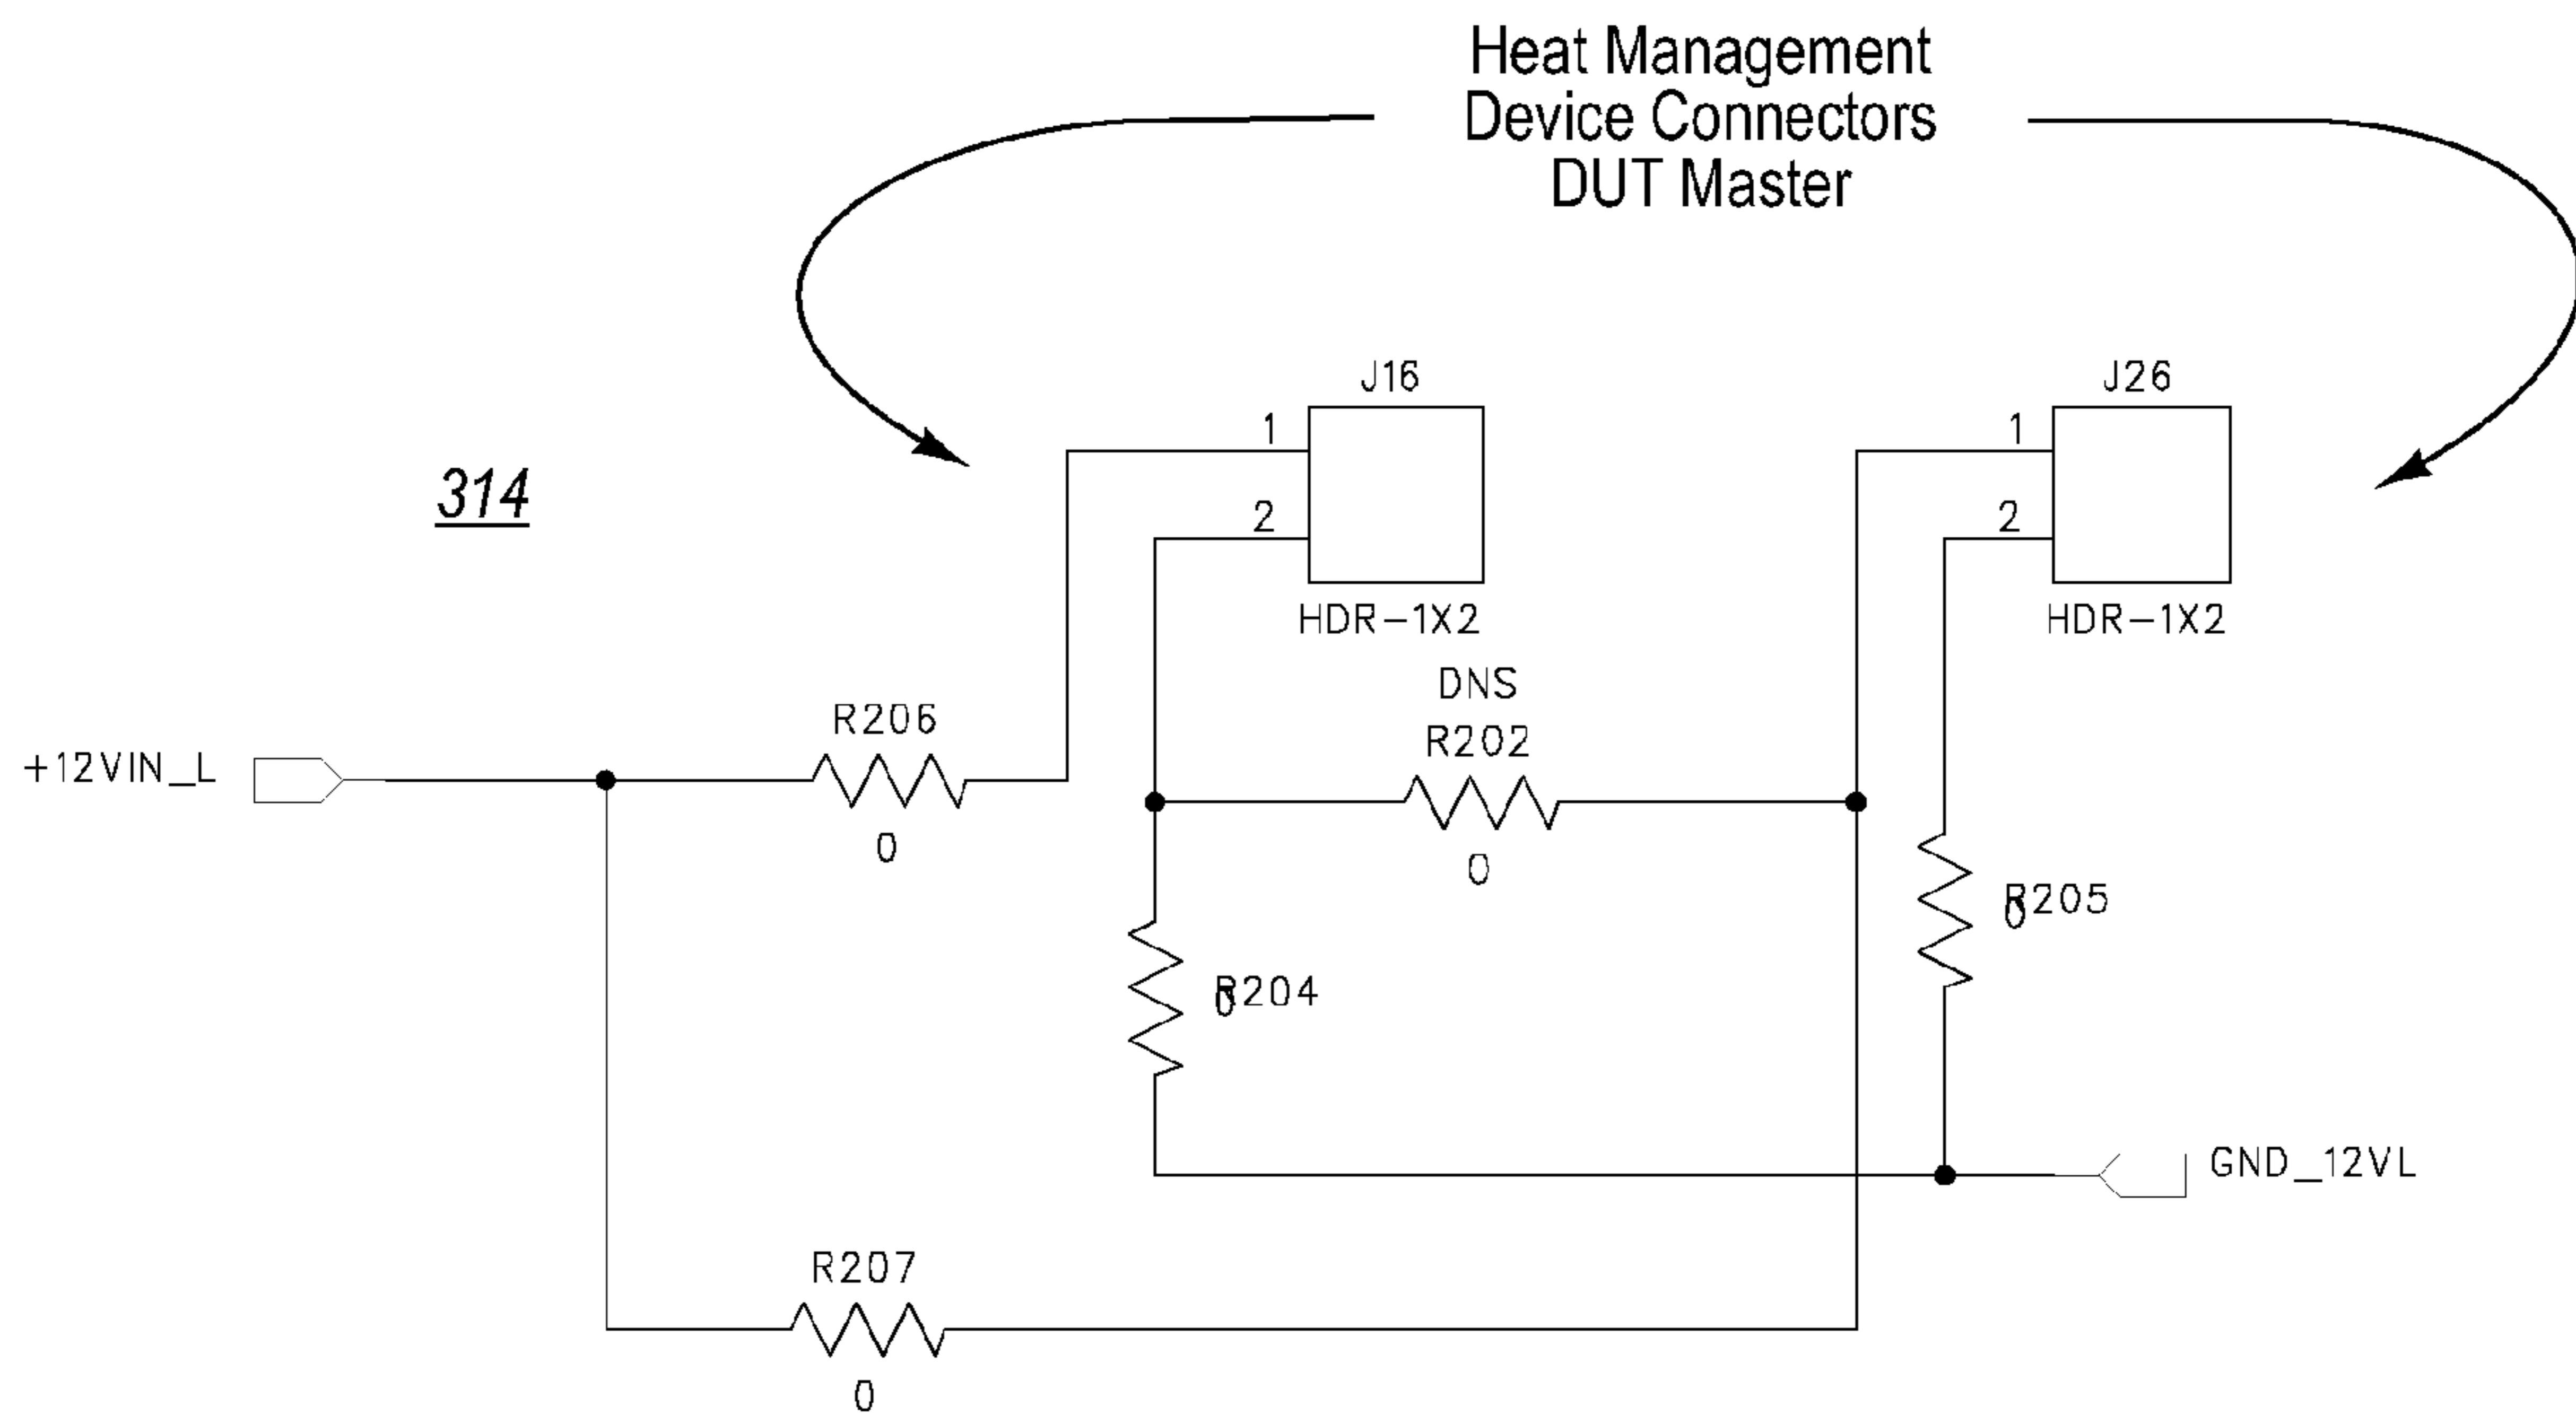 Heat Management
Device Connectors
DUT Master
314
J16
J26
1
1
2
2
HDR-1X2
HDR-1X2
DNS
R206
R202
+12VIN_L
0
0
R205
0
R204
0
GND_12VL
R207
0